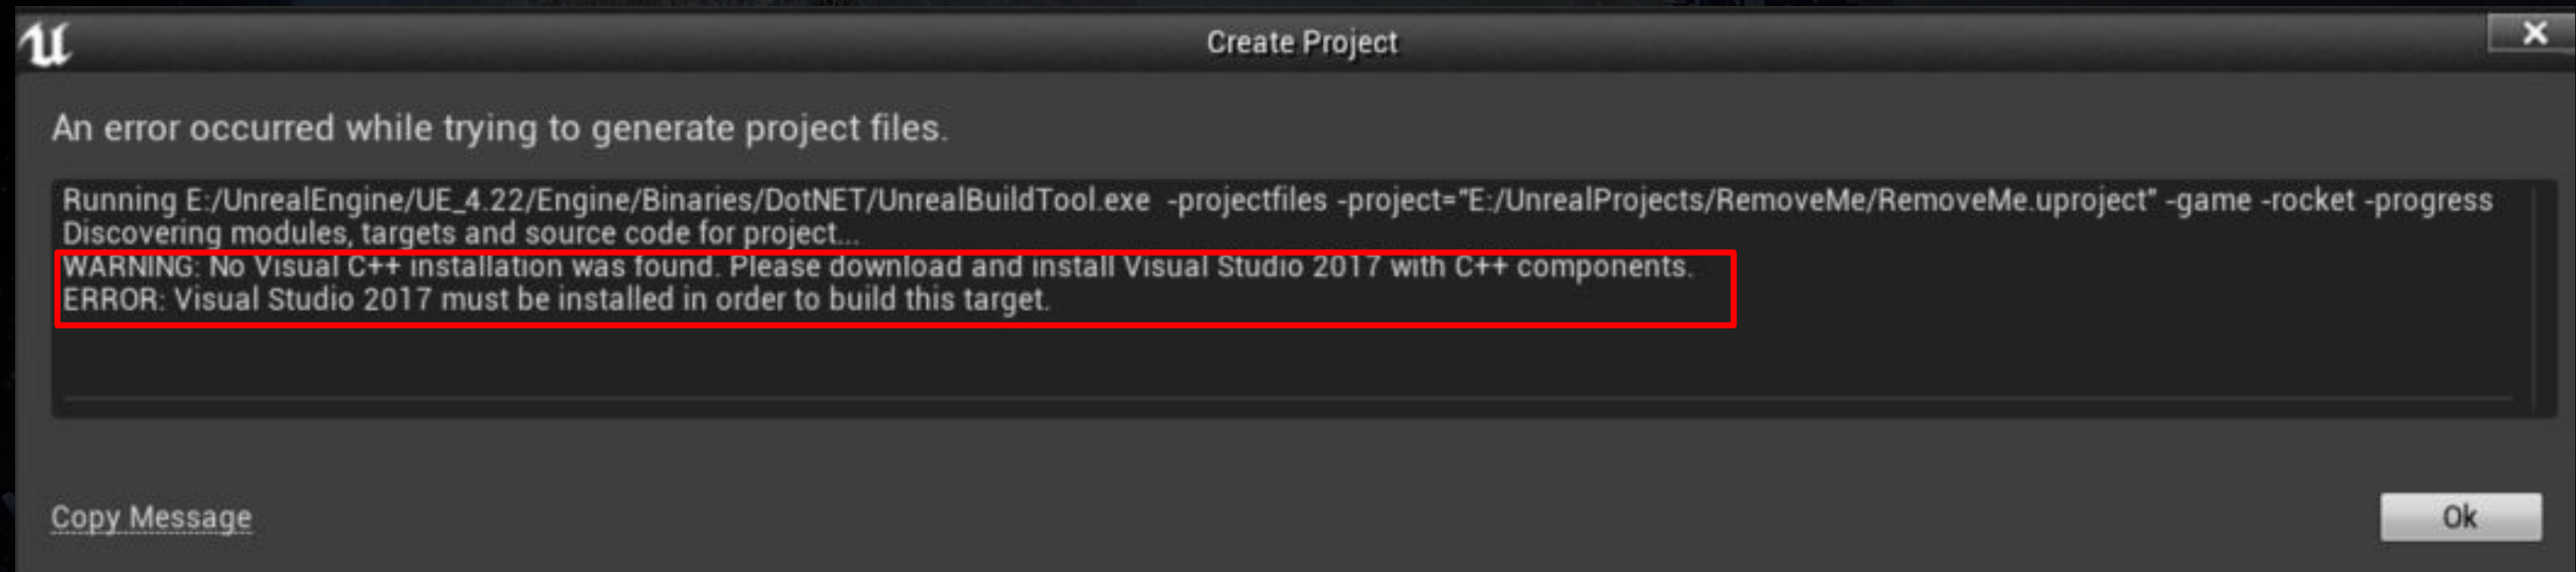 Create Project
An error occurred while trying to generate project files.
Running E:/UnrealEngine/UE_4.22/Engine/Binaries/DotNET/UnrealBuildTool.exe  -projectfiles -project="E:/UnrealProjects/RemoveMe/RemoveMe.uproject" -game -rocket -progress
Discovering modules, targets and source code for project...
WARNING: No Visual C++ installation was found. Please download and install Visual Studio 2017 with C++ components.
ERROR: Visual Studio 2017 must be installed in order to build this target.
Copy Message
Ok